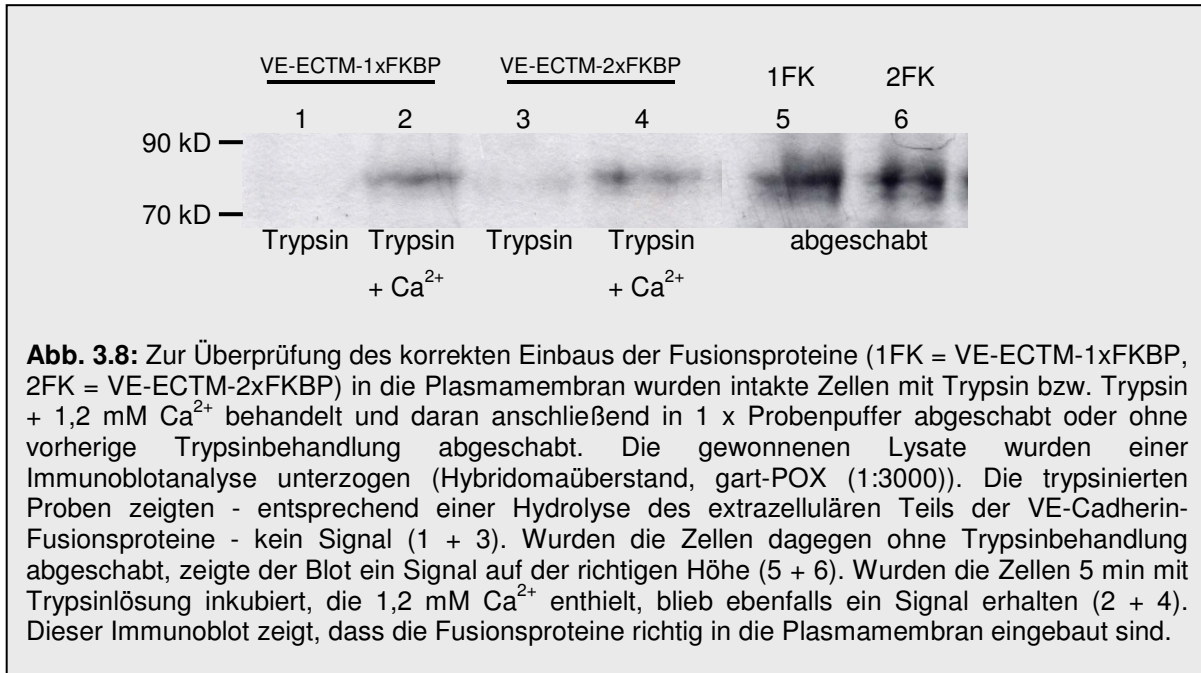 VE-ECTM-1xFKBP VE-ECTM-2xFKBP 1FK 2FK
1 2 3 4 5 6
90 kD
70 kD
Trypsin Trypsin Trypsin Trypsin abgeschabt
+ Ca2+ + Ca2+
Abb. 3.8: Zur Überprüfung des korrekten Einbaus der Fusionsproteine (1FK = VE-ECTM-1xFKBP,
2FK = VE-ECTM-2xFKBP) in die Plasmamembran wurden intakte Zellen mit Trypsin bzw. Trypsin
+ 1,2 mM Ca2+ behandelt und daran anschließend in 1 x Probenpuffer abgeschabt oder ohne
vorherige Trypsinbehandlung abgeschabt. Die gewonnenen Lysate wurden einer
Immunoblotanalyse unterzogen (Hybridomaüberstand, gart-POX (1:3000)). Die trypsinierten
Proben zeigten - entsprechend einer Hydrolyse des extrazellulären Teils der VE-Cadherin-
Fusionsproteine - kein Signal (1 + 3). Wurden die Zellen dagegen ohne Trypsinbehandlung
abgeschabt, zeigte der Blot ein Signal auf der richtigen Höhe (5 + 6). Wurden die Zellen 5 min mit
Trypsinlösung inkubiert, die 1,2 mM Ca2+ enthielt, blieb ebenfalls ein Signal erhalten (2 + 4).
Dieser Immunoblot zeigt, dass die Fusionsproteine richtig in die Plasmamembran eingebaut sind.